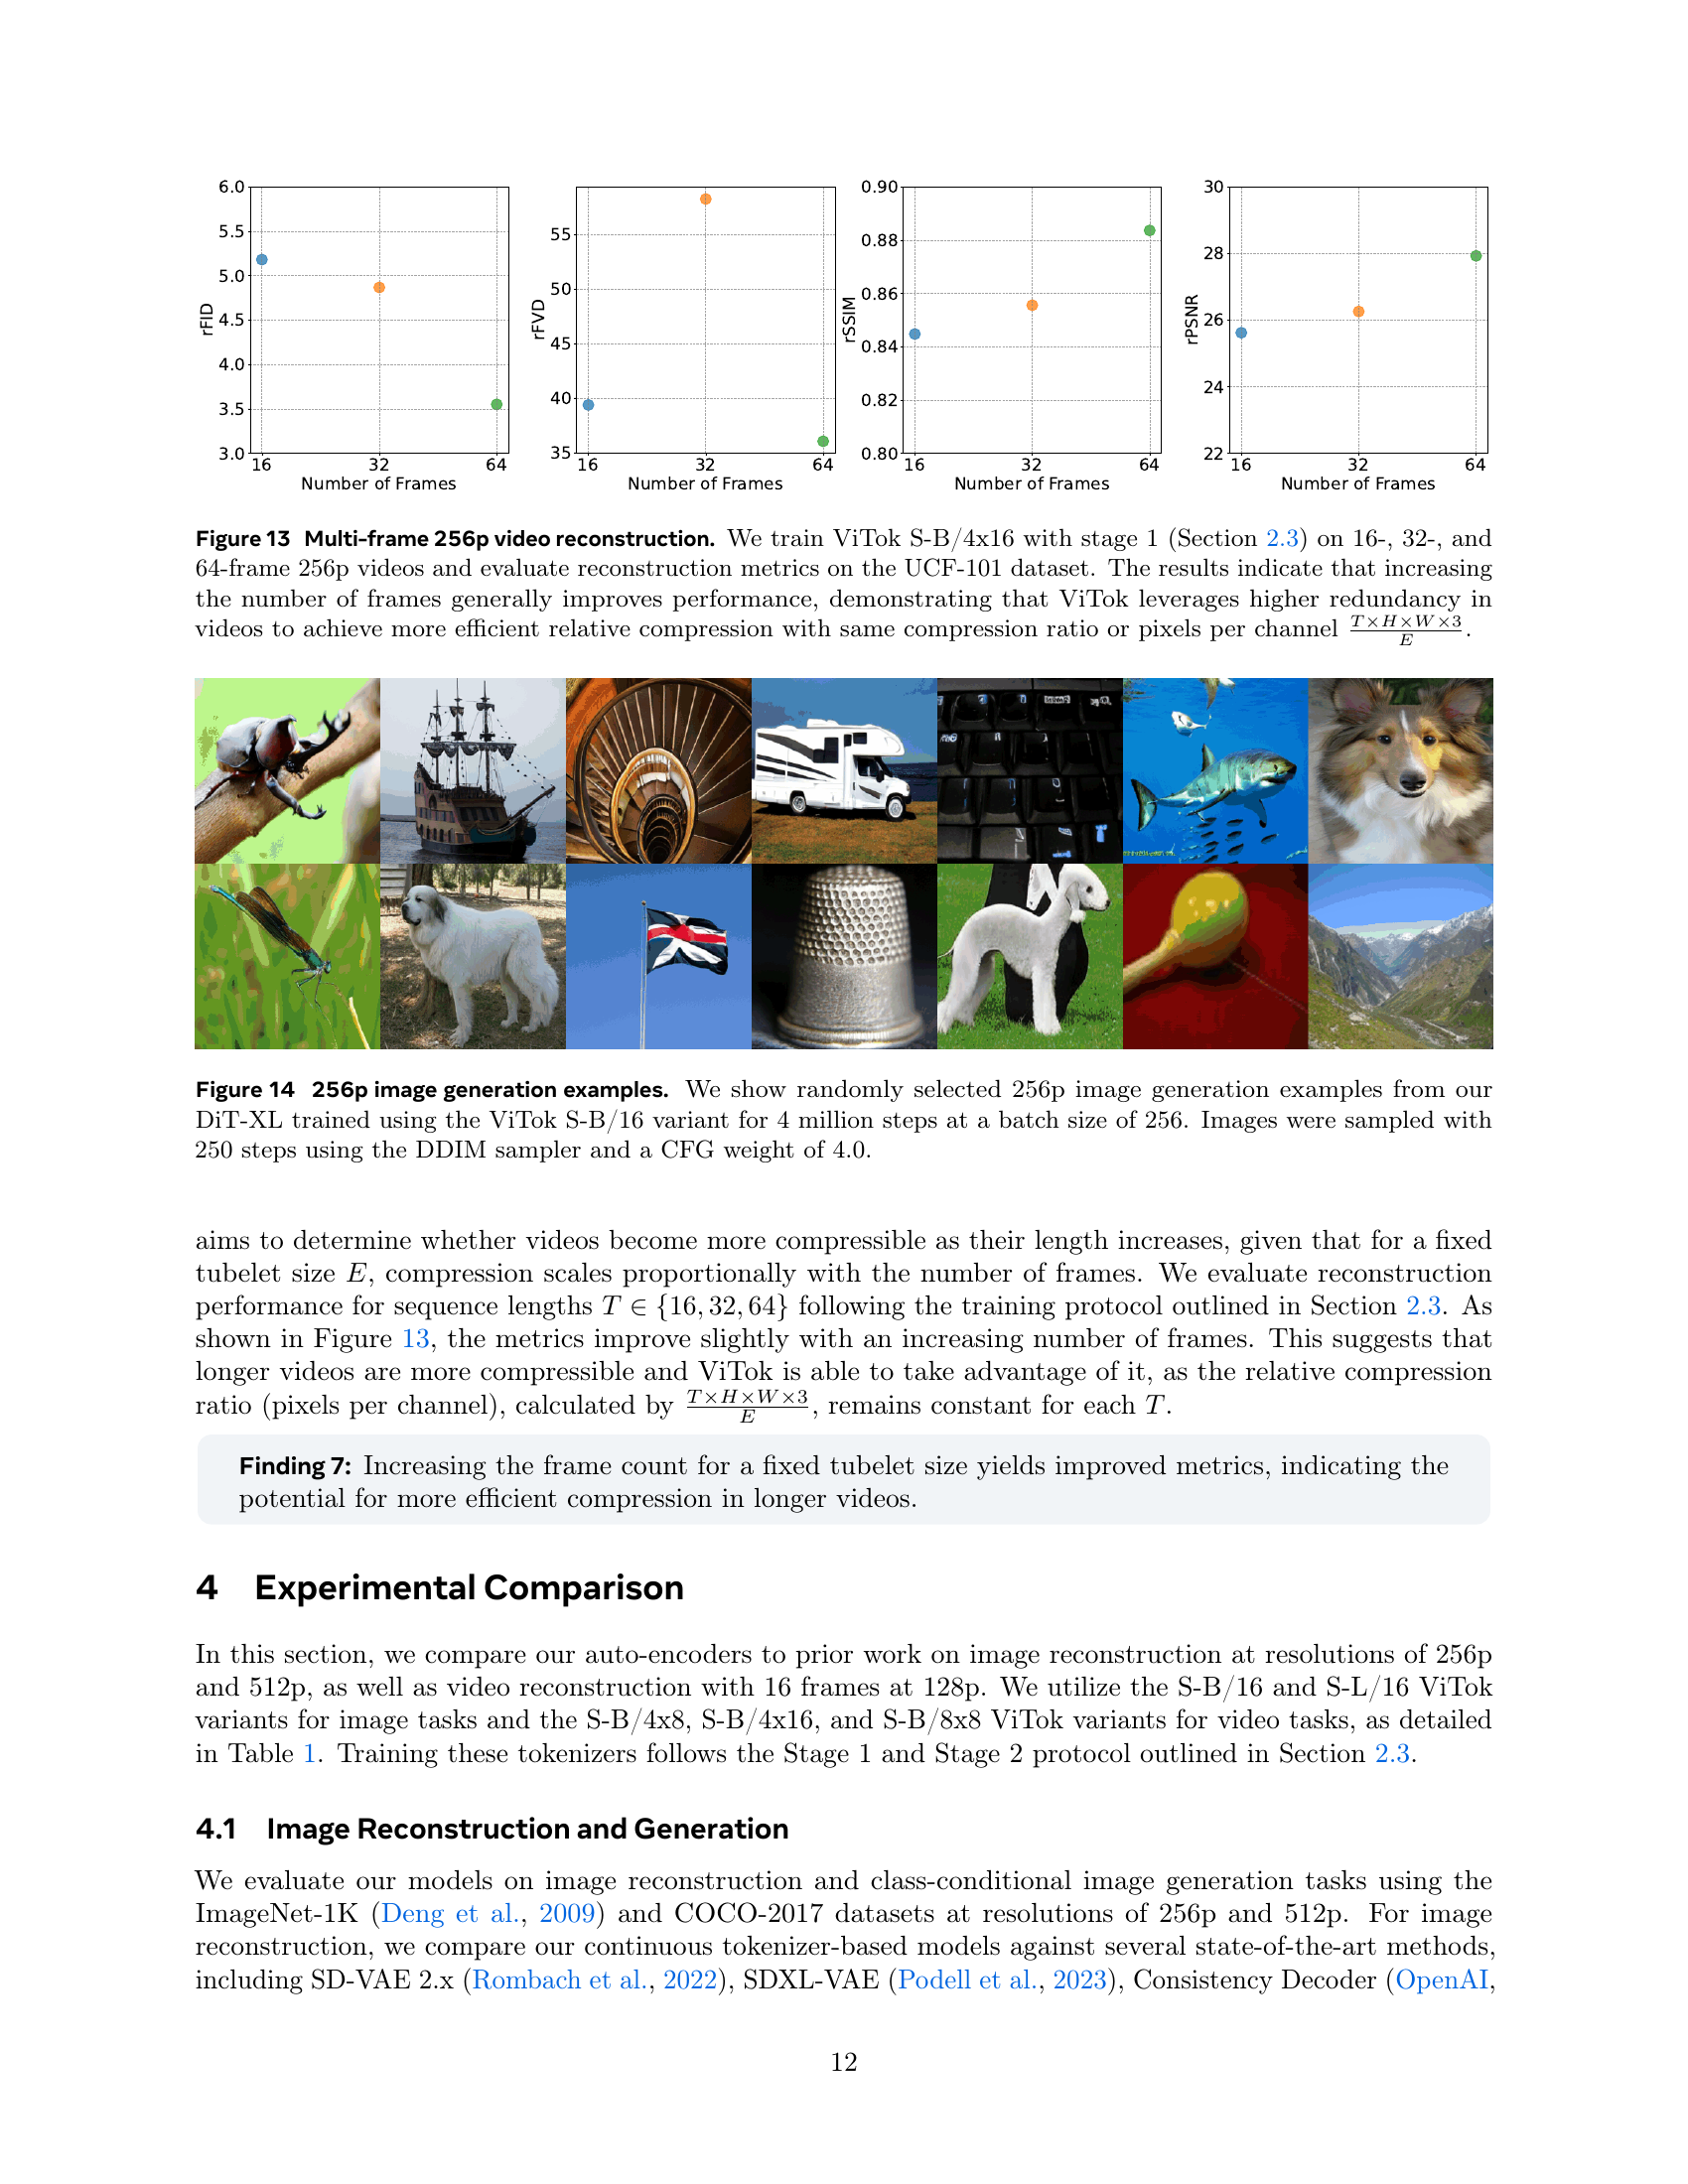 6.0
5.5
5.0
4.5
4.0
3.5
3.0
rFID
16 32 64
Number of Frames
55
50
45
40
35
rFVD
16 32 64
Number of Frames
0.90
0.88
0.86
0.84
0.82
0.80
rSSIM
16 32 64
Number of Frames
30
28
26
24
22
rPSNR
16 32 64
Number of Frames
Figure 13 Multi-frame 256p video reconstruction. We train ViTok S-B/4x16 with stage 1 (Section 2.3) on 16-, 32-, and
64-frame 256p videos and evaluate reconstruction metrics on the UCF-101 dataset. The results indicate that increasing
the number of frames generally improves performance, demonstrating that ViTok leverages higher redundancy in
videos to achieve more efficient relative compression with same compression ratio or pixels per channel T×H×W×3/E.
Figure 14 256p image generation examples. We show randomly selected 256p image generation examples from our
DiT-XL trained using the ViTok S-B/16 variant for 4 million steps at a batch size of 256. Images were sampled with
250 steps using the DDIM sampler and a CFG weight of 4.0.
aims to determine whether videos become more compressible as their length increases, given that for a fixed
tubelet size E, compression scales proportionally with the number of frames. We evaluate reconstruction
performance for sequence lengths T ∈ {16, 32, 64} following the training protocol outlined in Section 2.3. As
shown in Figure 13, the metrics improve slightly with an increasing number of frames. This suggests that
longer videos are more compressible and ViTok is able to take advantage of it, as the relative compression
ratio (pixels per channel), calculated by T×H×W×3/E, remains constant for each T.
Finding 7: Increasing the frame count for a fixed tubelet size yields improved metrics, indicating the
potential for more efficient compression in longer videos.
4 Experimental Comparison
In this section, we compare our auto-encoders to prior work on image reconstruction at resolutions of 256p
and 512p, as well as video reconstruction with 16 frames at 128p. We utilize the S-B/16 and S-L/16 ViTok
variants for image tasks and the S-B/4x8, S-B/4x16, and S-B/8x8 ViTok variants for video tasks, as detailed
in Table 1. Training these tokenizers follows the Stage 1 and Stage 2 protocol outlined in Section 2.3.
4.1 Image Reconstruction and Generation
We evaluate our models on image reconstruction and class-conditional image generation tasks using the
ImageNet-1K (Deng et al., 2009) and COCO-2017 datasets at resolutions of 256p and 512p. For image
reconstruction, we compare our continuous tokenizer-based models against several state-of-the-art methods,
including SD-VAE 2.x (Rombach et al., 2022), SDXL-VAE (Podell et al., 2023), Consistency Decoder (OpenAI,
12